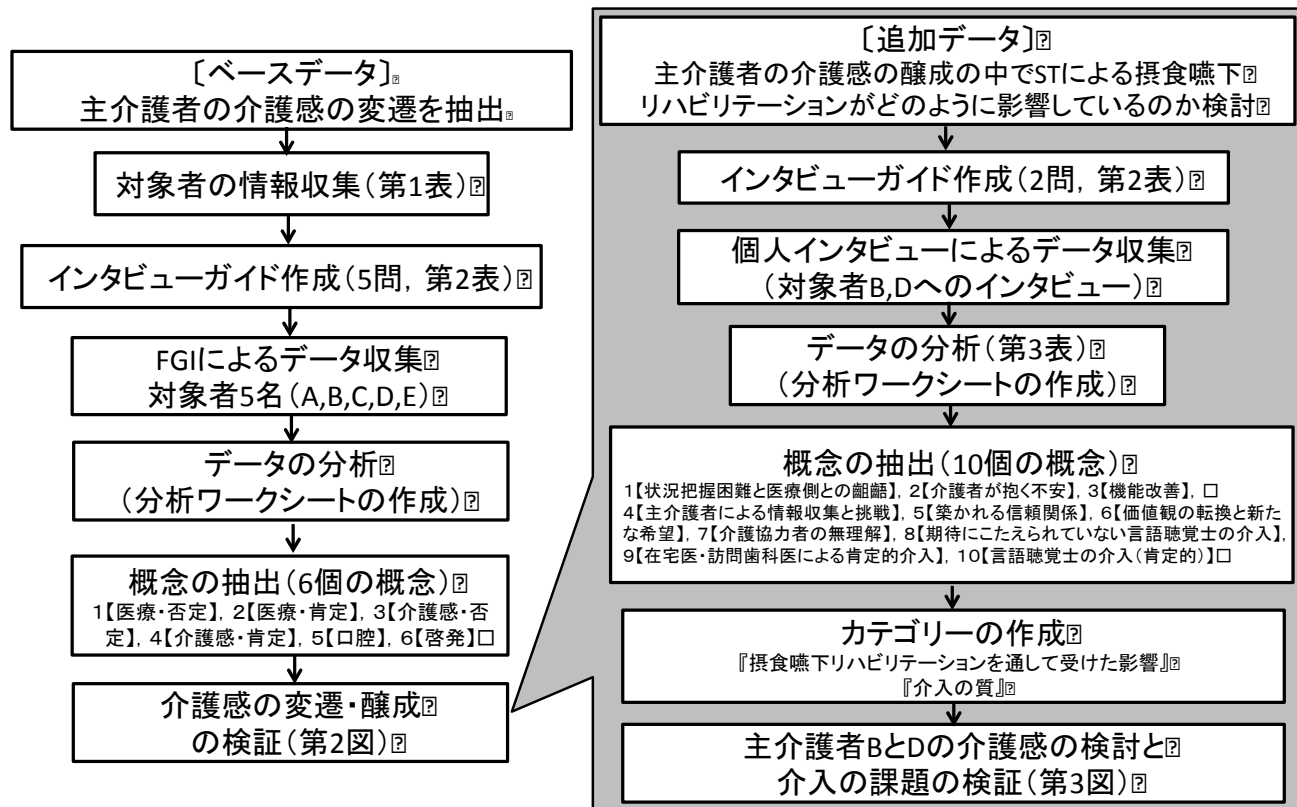 〔ベースデータ〕
主介護者の介護感の変遷を抽出
対象者の情報収集（第1表）
インタビューガイド作成（5問，第2表）
FGIによるデータ収集
対象者5名（A,B,C,D,E）
データの分析
（分析ワークシートの作成）
概念の抽出（6個の概念）
1【医療・否定】，2【医療・肯定】，3【介護感・否
定】，4【介護感・肯定】，5【口腔】，6【啓発】
介護感の変遷・醸成
の検証（第2図）
〔追加データ〕
主介護者の介護感の醸成の中でSTによる摂食嚥下
リハビリテーションがどのように影響しているのか検討
インタビューガイド作成（2問，第2表）
個人インタビューによるデータ収集
（対象者B,Dへのインタビュー）
データの分析（第3表）
（分析ワークシートの作成）
概念の抽出（10個の概念）
1【状況把握困難と医療側との齟齬】，2【介護者が抱く不安】，3【機能改善】，
4【主介護者による情報収集と挑戦】，5【築かれる信頼関係】，6【価値観の転換と新た
な希望】，7【介護協力者の無理解】，8【期待にこたえられていない言語聴覚士の介入】，
9【在宅医・訪問歯科医による肯定的介入】，10【言語聴覚士の介入（肯定的）】
カテゴリーの作成
『摂食嚥下リハビリテーションを通して受けた影響』
『介入の質』
主介護者BとDの介護感の検討と
介入の課題の検証（第3図）